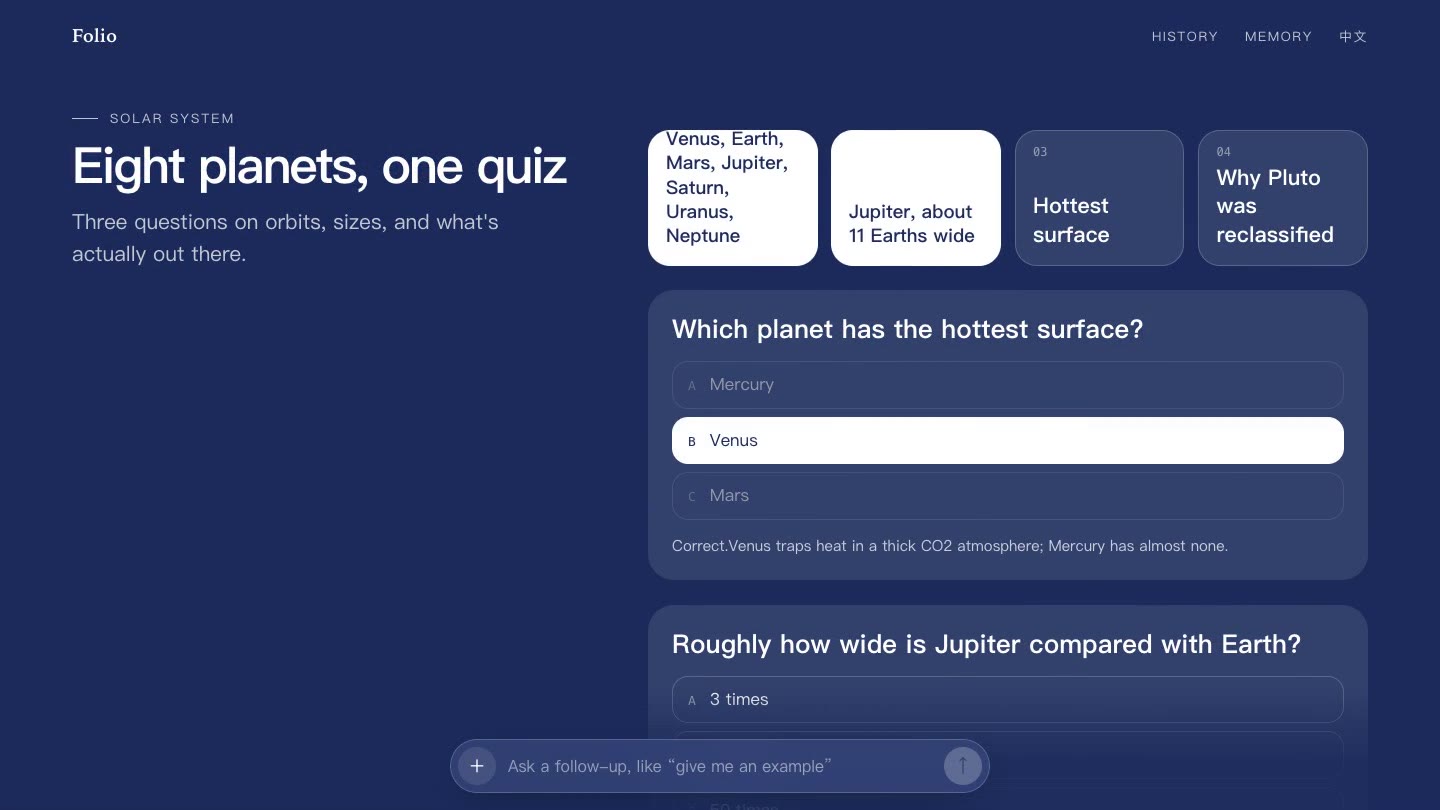 Folio
HISTORY
MEMORY
中文
SOLAR SYSTEM
Eight planets, one quiz
Three questions on orbits, sizes, and what's
actually out there.
Venus, Earth,
Mars, Jupiter,
Saturn,
Uranus,
Neptune
Jupiter, about
11 Earths wide
03
Hottest
surface
04
Why Pluto
was
reclassified
Which planet has the hottest surface?
A Mercury
B Venus
C Mars
Correct.Venus traps heat in a thick CO2 atmosphere; Mercury has almost none.
Roughly how wide is Jupiter compared with Earth?
A 3 times
+ Ask a follow-up, like “give me an example” ↑